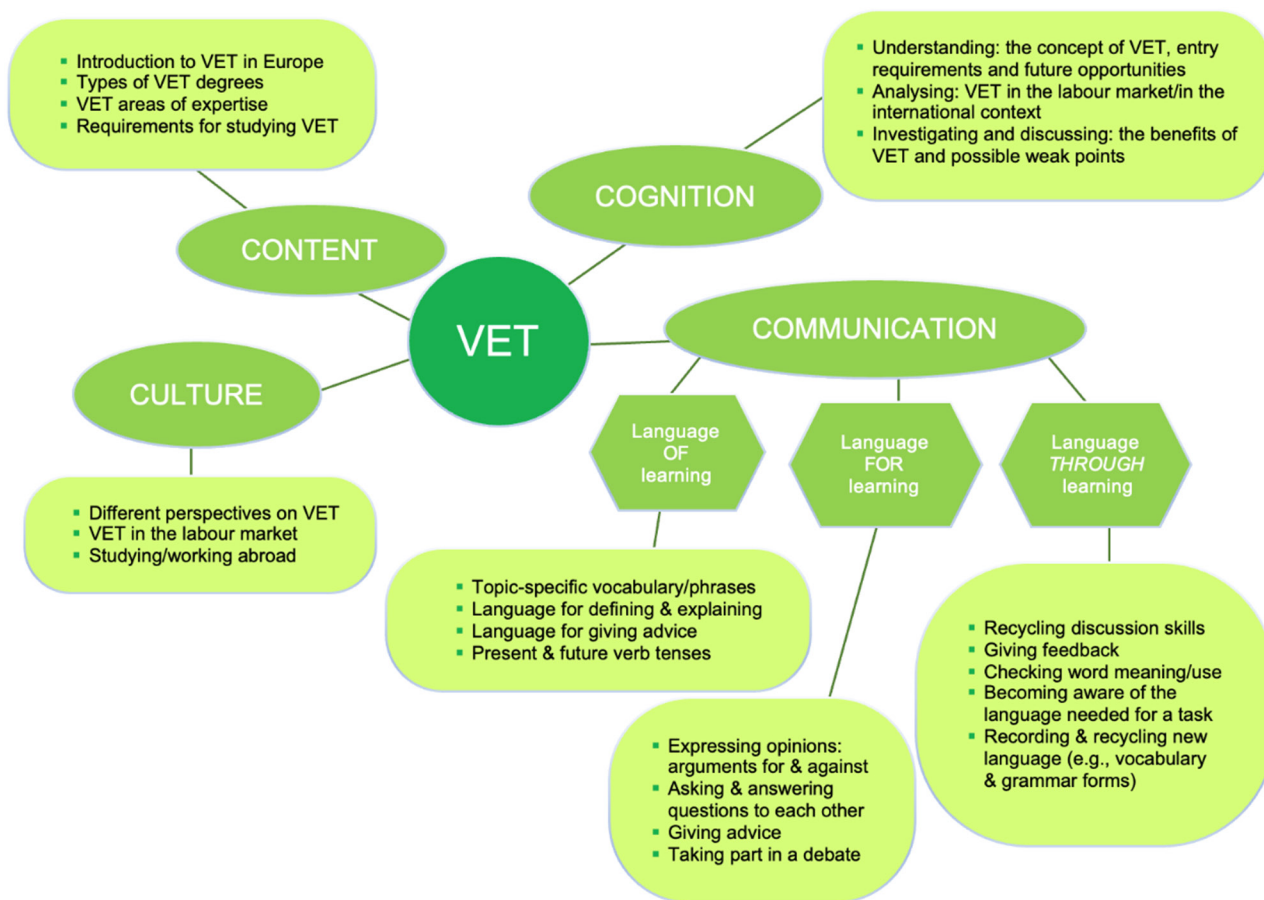 ▪ Introduction to VET in Europe
▪ Types of VET degrees
▪ VET areas of expertise
▪ Requirements for studying VET
CONTENT
▪ Understanding: the concept of VET, entry
requirements and future opportunities
▪ Analysing: VET in the labour market/in the
international context
▪ Investigating and discussing: the benefits of
VET and possible weak points
COGNITION
VET
CULTURE
▪ Different perspectives on VET
▪ VET in the labour market
▪ Studying/working abroad
COMMUNICATION
Language
OF
learning
▪ Topic-specific vocabulary/phrases
▪ Language for defining & explaining
▪ Language for giving advice
▪ Present & future verb tenses
Language
FOR
learning
▪ Expressing opinions:
arguments for & against
▪ Asking & answering
questions to each other
▪ Giving advice
▪ Taking part in a debate
Language
THROUGH
learning
▪ Recycling discussion skills
▪ Giving feedback
▪ Checking word meaning/use
▪ Becoming aware of the
language needed for a task
▪ Recording & recycling new
language (e.g., vocabulary
& grammar forms)